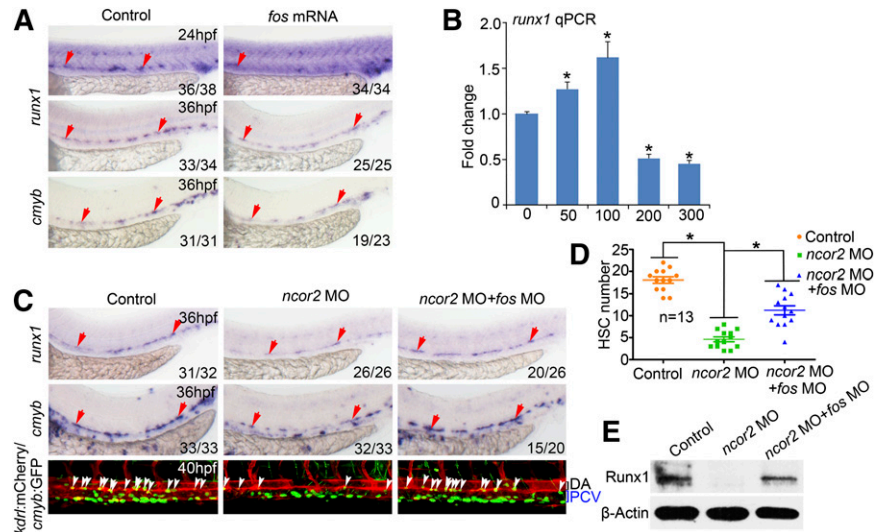 A
Control
fos mRNA
runx1
24hpf
36/38
34/34
36hpf
33/34
25/25
cmyb
36hpf
31/31
19/23
B
runx1 qPCR
Fold change
2.0
1.5
1.0
0.5
0
* * * *
0 50 100 200 300
C
Control
ncor2 MO
ncor2 MO+fos MO
runx1
36hpf
31/32
26/26
20/26
cmyb
36hpf
33/33
32/33
15/20
kdrl:mCherry/
cmyb:GFP
40hpf
DA
PCV
D
HSC number
25
20
15
10
5
0
* *
n=13
Control
ncor2 MO
ncor2 MO
+fos MO
Control
ncor2 MO
ncor2 MO
+fos MO
E
Control
ncor2 MO
ncor2 MO+fos MO
Runx1
β-Actin